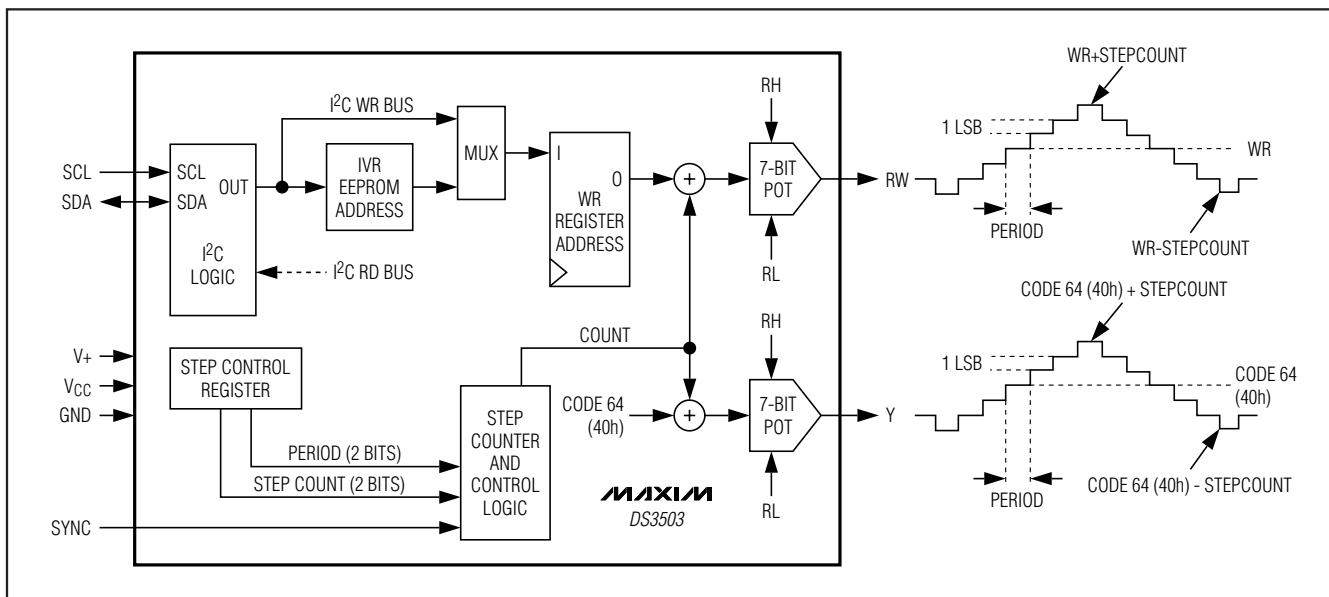 SCL
SDA
V+
VCC
GND
SYNC
SCL
SDA
OUT
I2C
LOGIC
I2C WR BUS
IVR
EEPROM
ADDRESS
I2C RD BUS
MUX
I
O
WR
REGISTER
ADDRESS
RH
7-BIT
POT
RL
RW
STEP CONTROL
REGISTER
PERIOD (2 BITS)
STEP COUNT (2 BITS)
COUNT
STEP
COUNTER
AND
CONTROL
LOGIC
CODE 64
(40h)
+
+
RH
7-BIT
POT
RL
Y
MAXIM
DS3503
WR+STEPCOUNT
1 LSB
WR
PERIOD
WR-STEPCOUNT
CODE 64 (40h) + STEPCOUNT
1 LSB
CODE 64
(40h)
PERIOD
CODE 64 (40h) - STEPCOUNT